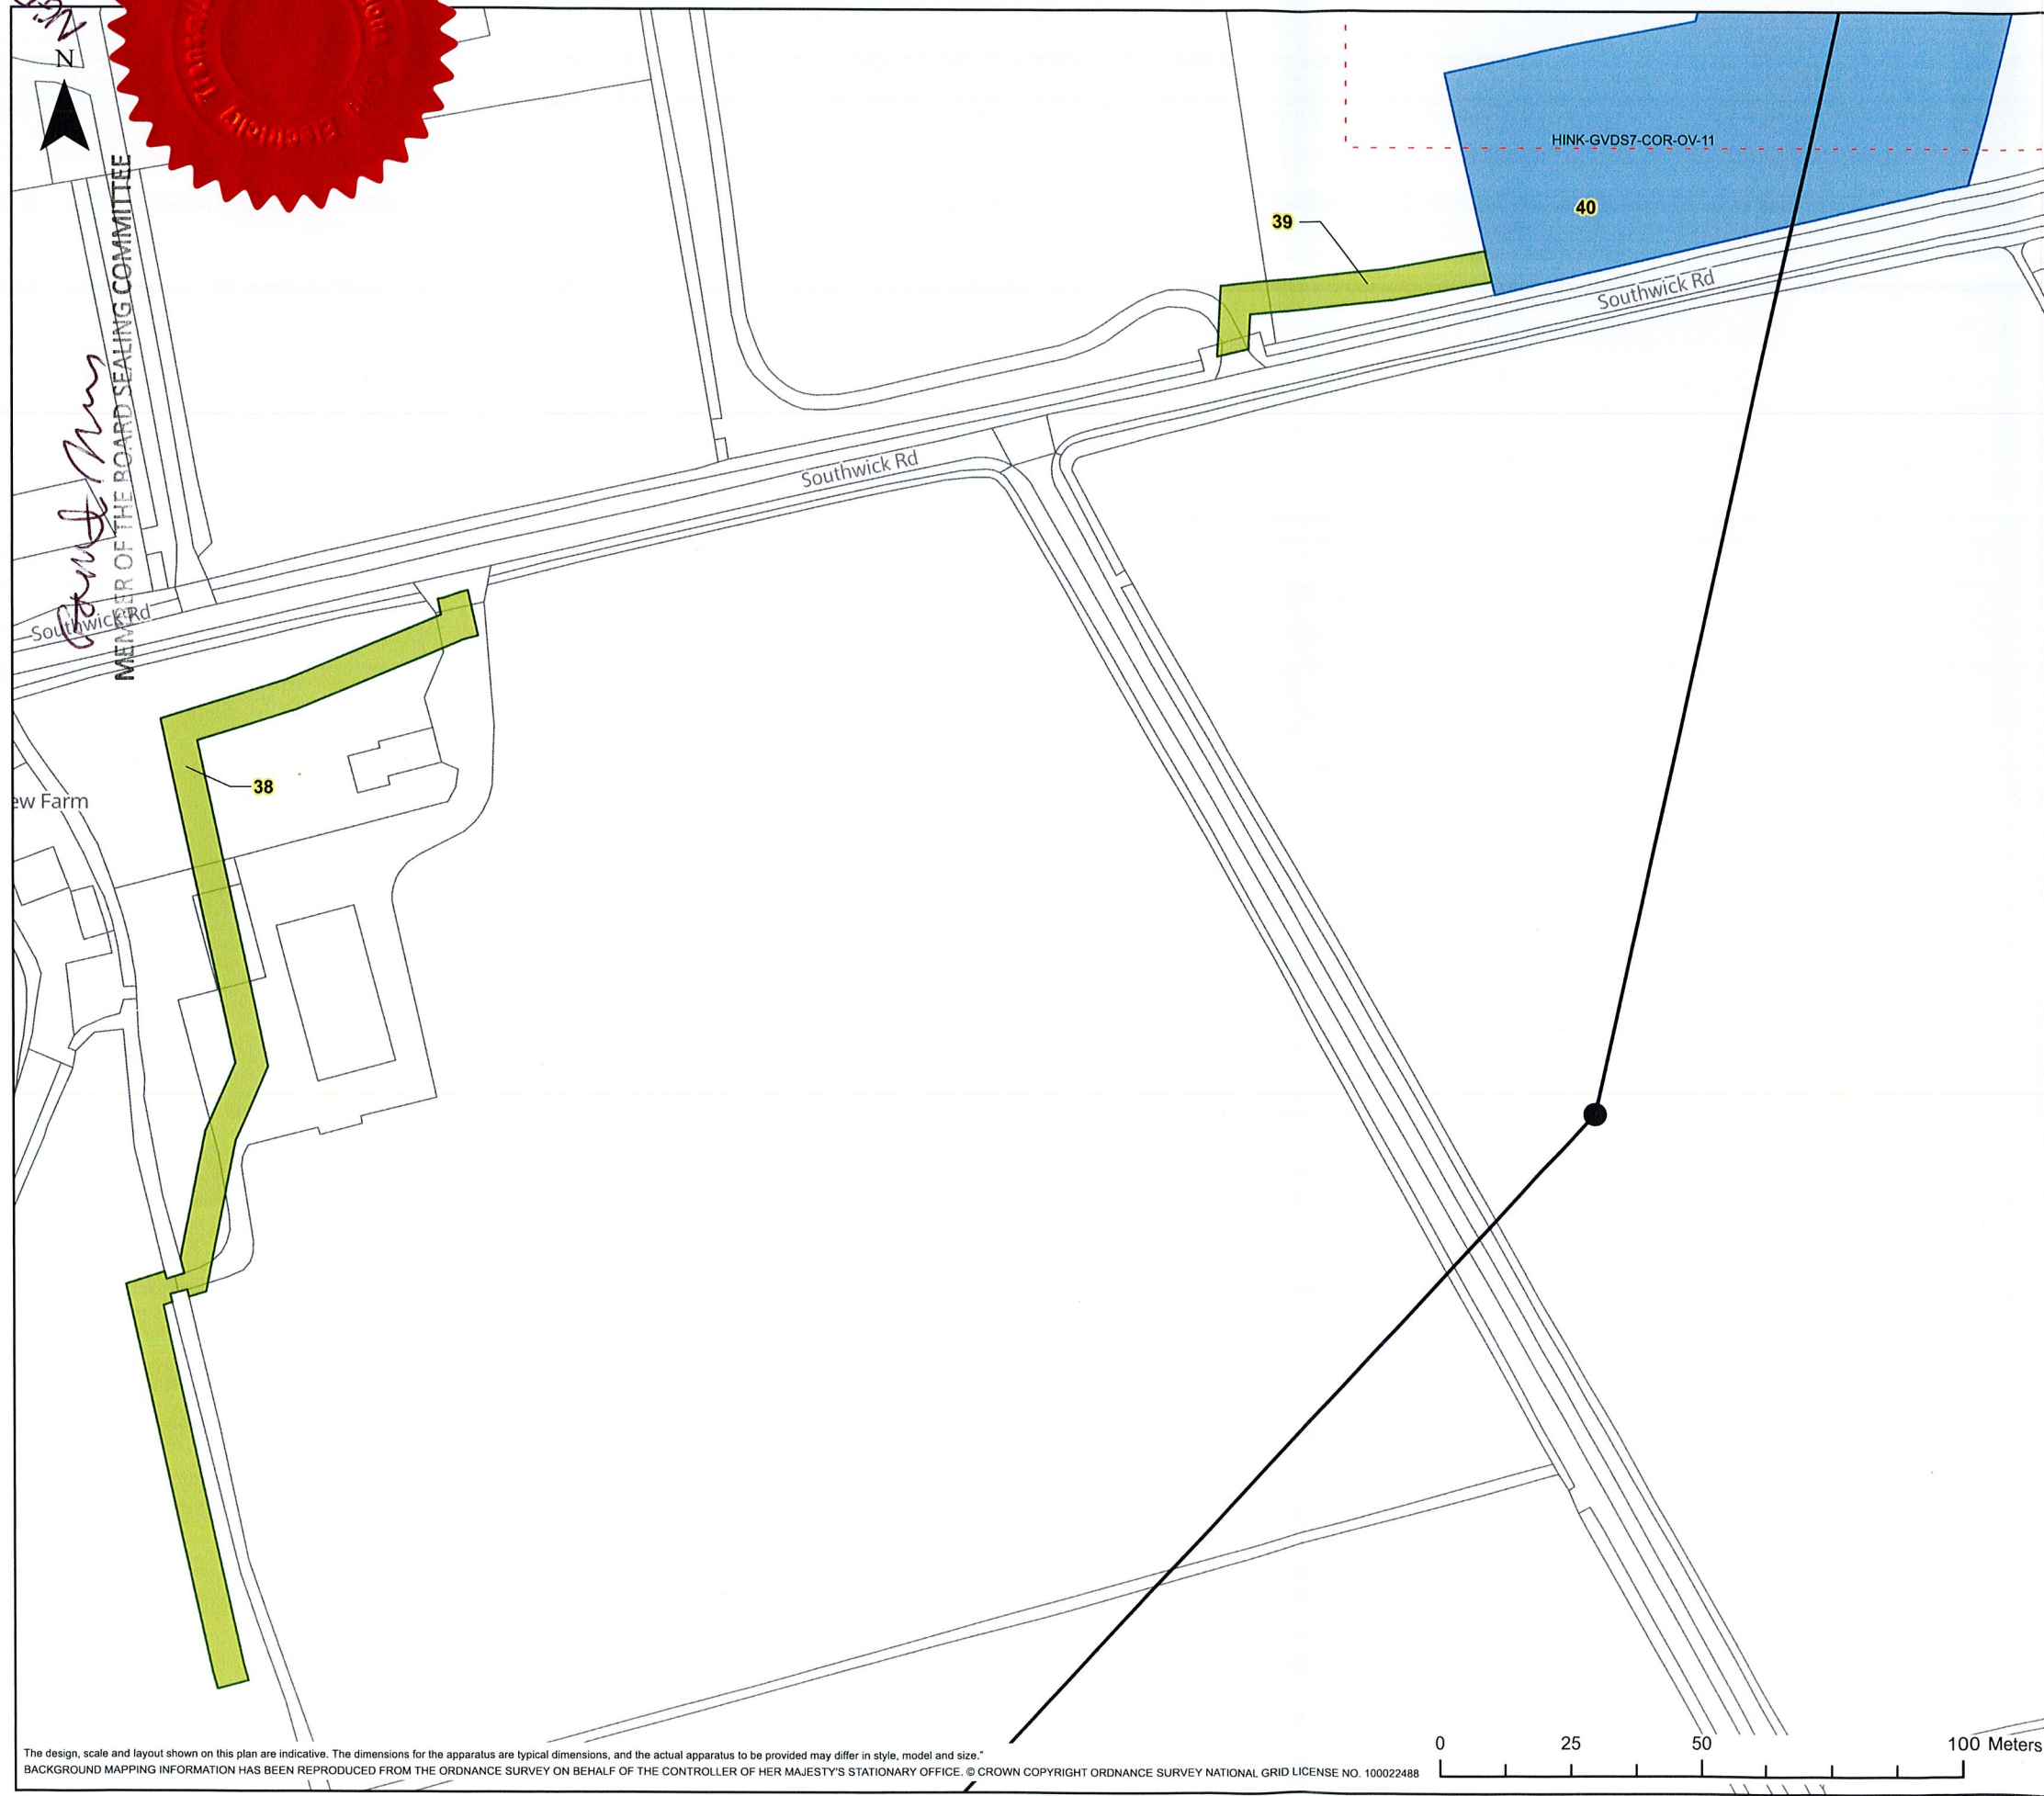 N
HINK-GVDS7-COR-OV-11
40
39
Southwick Rd
Southwick Rd
Southwick Rd
MEMBER OF THE BOARD SEALING COMMITTEE
38
ew Farm
0 25 50 100 Meters
The design, scale and layout shown on this plan are indicative. The dimensions for the apparatus are typical dimensions, and the actual apparatus to be provided may differ in style, model and size."
BACKGROUND MAPPING INFORMATION HAS BEEN REPRODUCED FROM THE ORDNANCE SURVEY ON BEHALF OF THE CONTROLLER OF HER MAJESTY'S STATIONARY OFFICE. © CROWN COPYRIGHT ORDNANCE SURVEY NATIONAL GRID LICENSE NO. 100022488